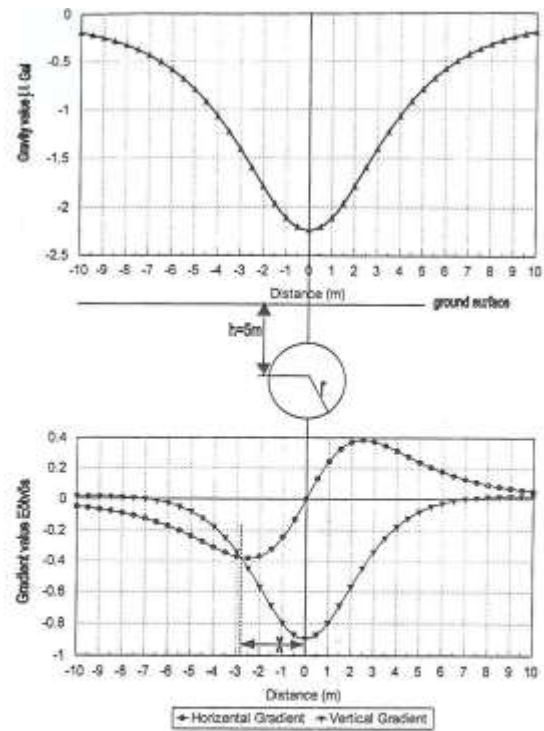 0
-0.5
-1
-1.5
-2
-2.5
Gravity value
Gal
-10 -9 -8 -7 -6 -5 -4 -3 -2 -1 0 1 2 3 4 5 6 7 8 9 10
Distance (m)
ground surface
h=5m
r
0.4
0.2
0
-0.2
-0.4
-0.6
-0.8
-1
Gradient value Eötvös
X
-10 -9 -8 -7 -6 -5 -4 -3 -2 -1 0 1 2 3 4 5 6 7 8 9 10
Distance (m)
Horizental Gradient Vertical Gradient